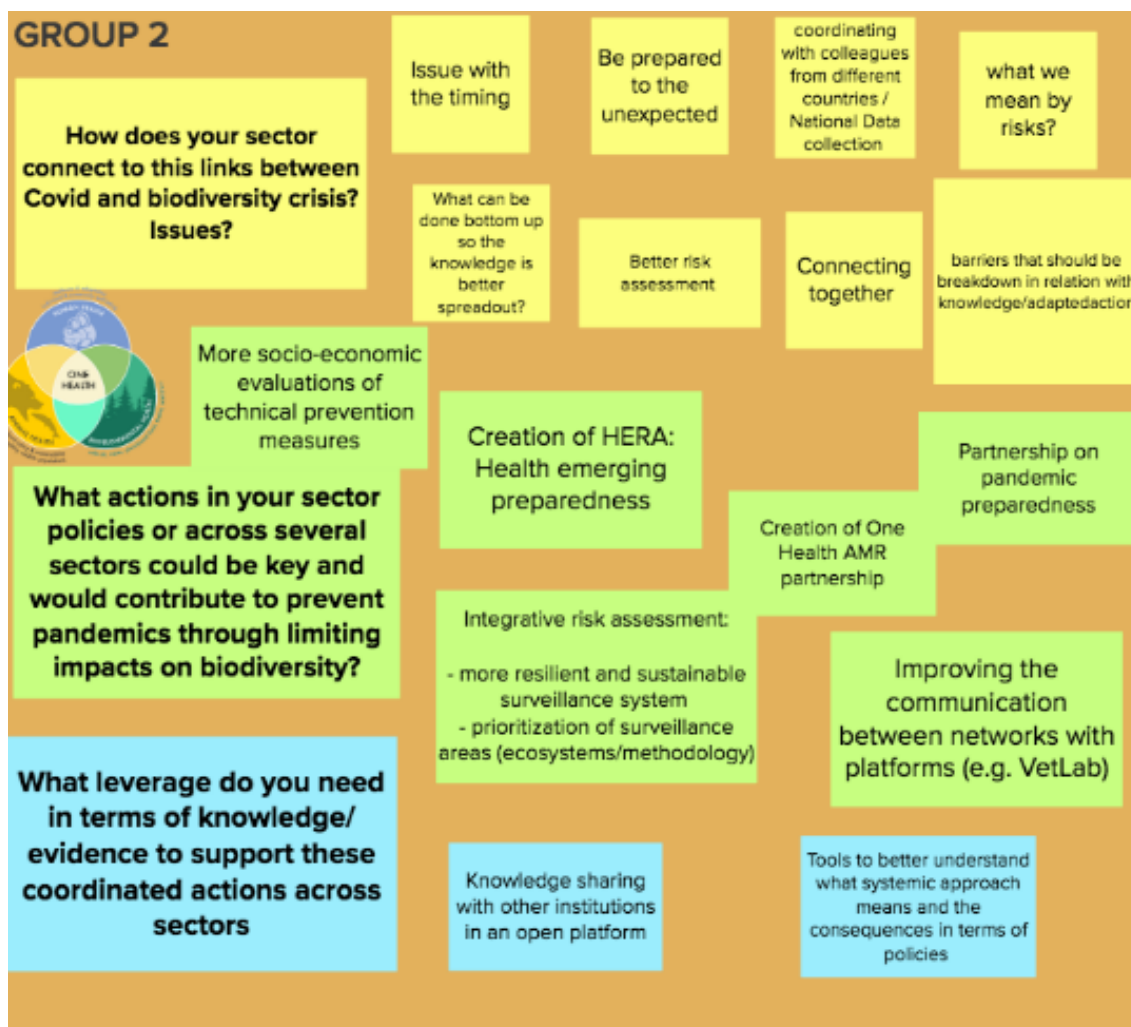 GROUP 2
How does your sector
connect to this links between
Covid and biodiversity crisis?
Issues?
Issue with
the timing
Be prepared
to the
unexpected
coordinating
with colleagues
from different
countries /
National Data
collection
what we
mean by
risks?
What can be
done bottom up
so the
knowledge is
better
spreadout?
Better risk
assessment
Connecting
together
barriers that should be
breakdown in relation with
knowledge/adaptedaction
HUMAN HEALTH
ONE
HEALTH
ENVIRONMENTAL HEALTH
More socio-economic
evaluations of
technical prevention
measures
What actions in your sector
policies or across several
sectors could be key and
would contribute to prevent
pandemics through limiting
impacts on biodiversity?
Creation of HERA:
Health emerging
preparedness
Partnership on
pandemic
preparedness
Creation of One
Health AMR
partnership
Integrative risk assessment:
- more resilient and sustainable
surveillance system
- prioritization of surveillance
areas (ecosystems/methodology)
Improving the
communication
between networks with
platforms (e.g. VetLab)
What leverage do you need
in terms of knowledge/
evidence to support these
coordinated actions across
sectors
Knowledge sharing
with other institutions
in an open platform
Tools to better understand
what systemic approach
means and the
consequences in terms of
policies